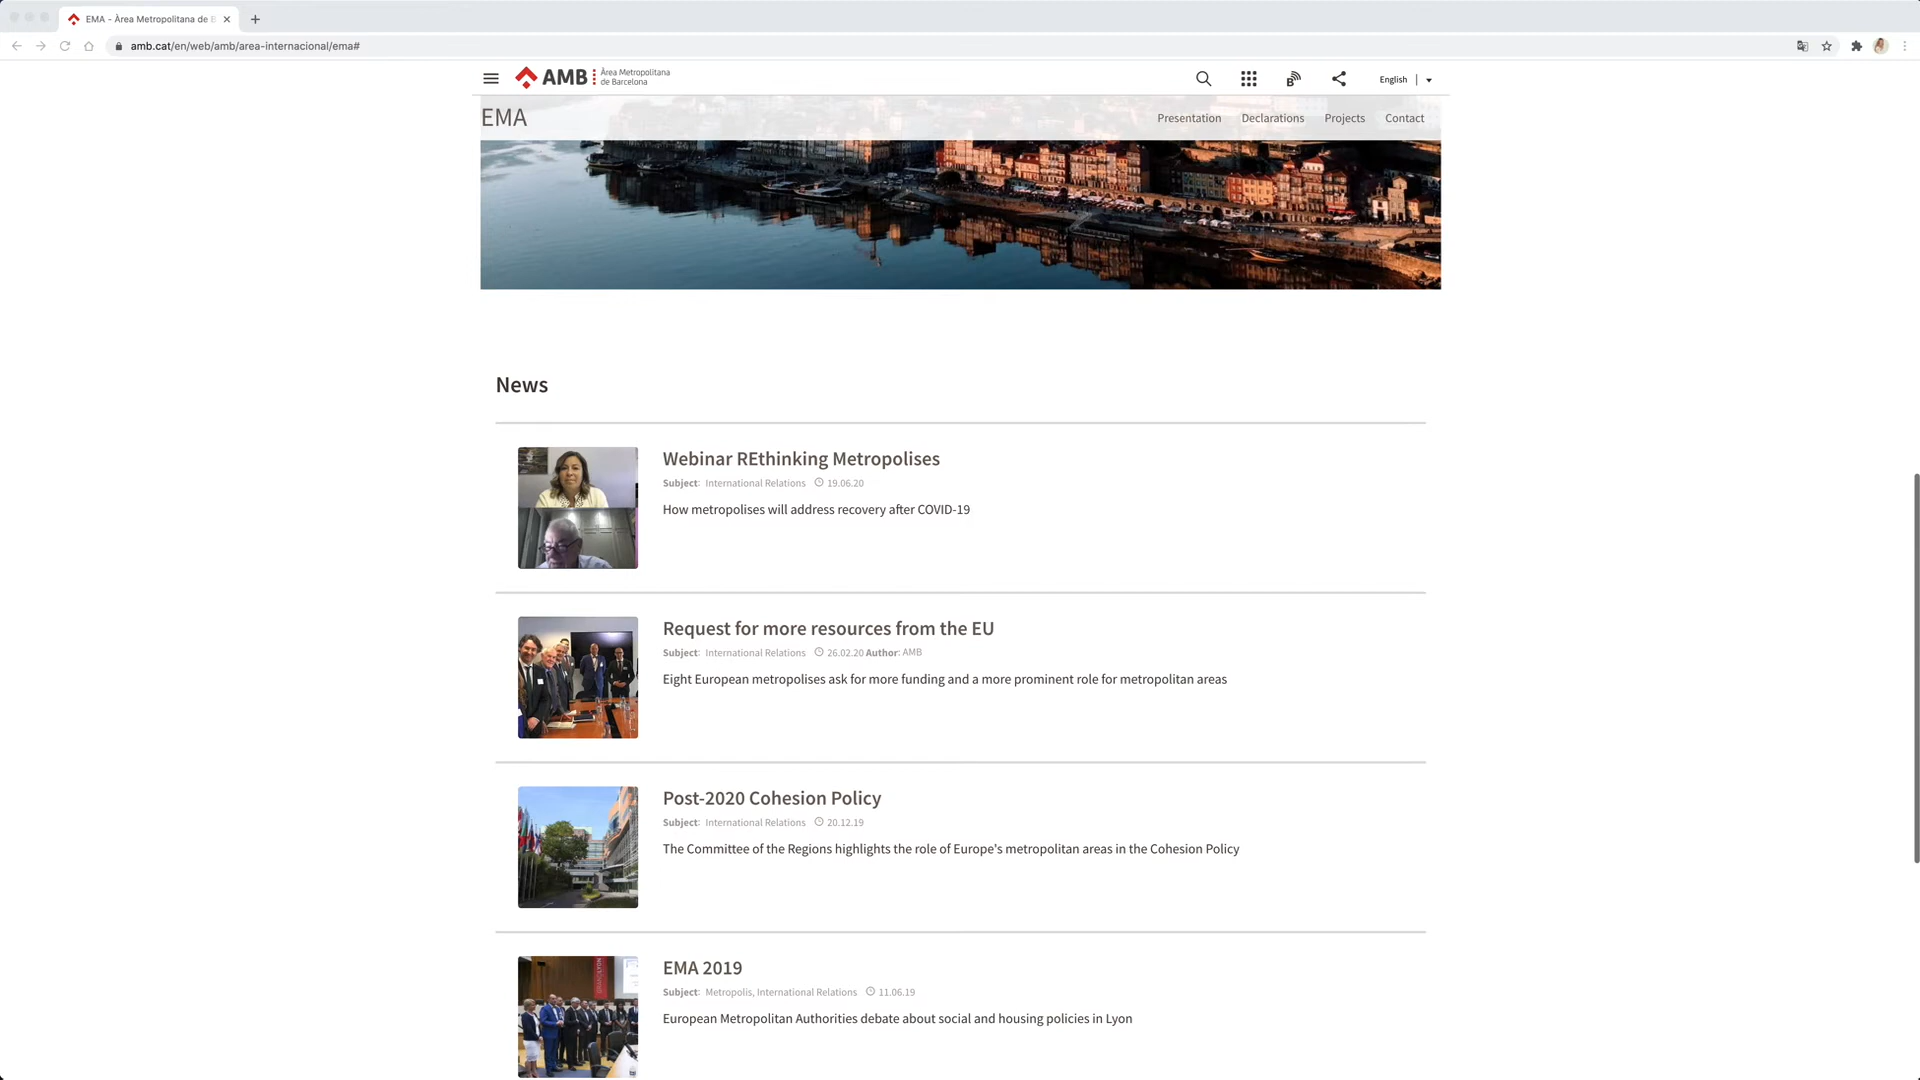 EMA - Àrea Metropolitana de B
amb.cat/en/web/amb/area-internacional/ema#
AMB Àrea Metropolitana
de Barcelona
English
EMA
Presentation Declarations Projects Contact
News
Webinar REthinking Metropolises
Subject: International Relations 19.06.20
How metropolises will address recovery after COVID-19
Request for more resources from the EU
Subject: International Relations 26.02.20 Author: AMB
Eight European metropolises ask for more funding and a more prominent role for metropolitan areas
Post-2020 Cohesion Policy
Subject: International Relations 20.12.19
The Committee of the Regions highlights the role of Europe's metropolitan areas in the Cohesion Policy
EMA 2019
Subject: Metropolis, International Relations 11.06.19
European Metropolitan Authorities debate about social and housing policies in Lyon